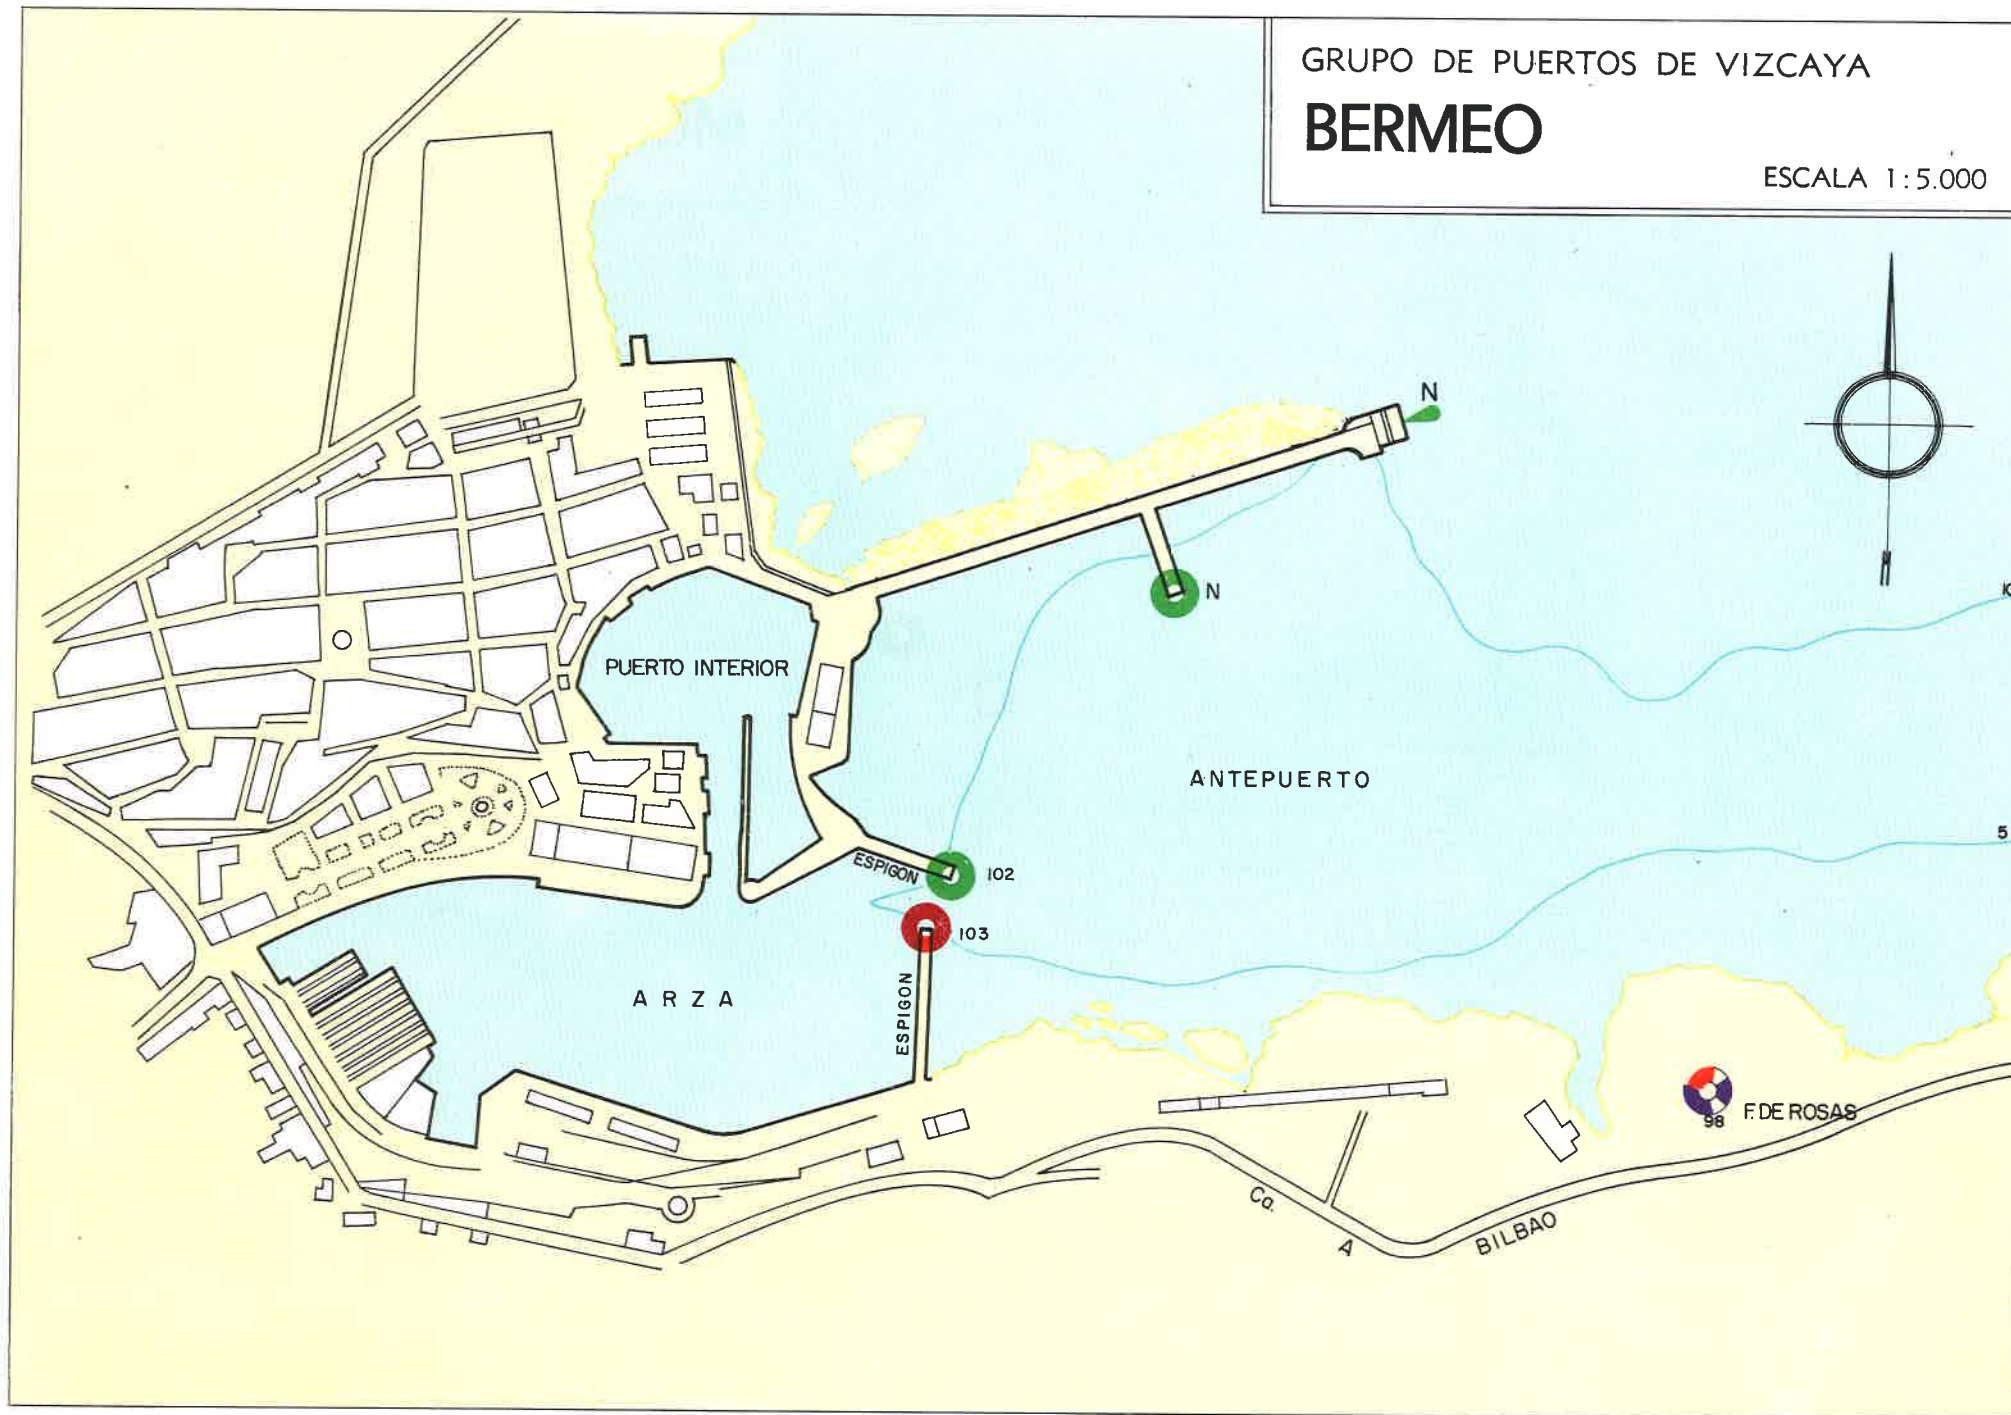 GRUPO DE PUERTOS DE VIZCAYA
BERMEO
ESCALA 1:5.000
N
N
N
10
PUERTO INTERIOR
ANTEPUERTO
5
ESPIGON
102
103
ARZA
ESPIGON
98
F. DE ROSAS
Ca.
A
BILBAO